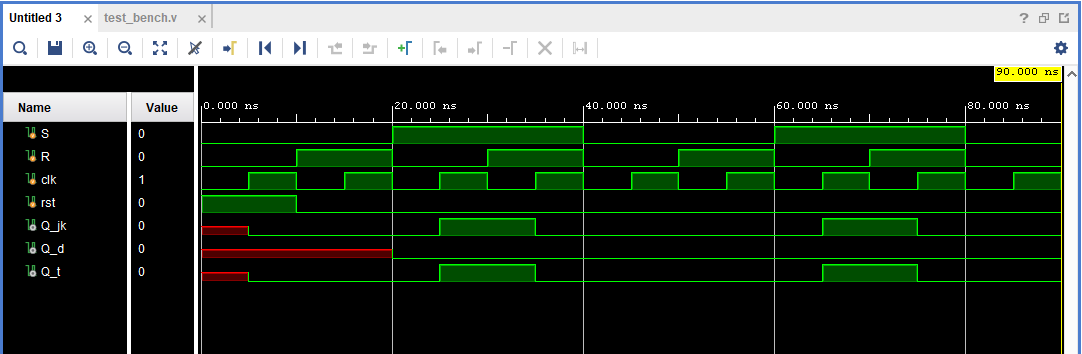 Untitled 3 × test_bench.v ×
?
90.000 ns
Name Value 0.000 ns 20.000 ns 40.000 ns 60.000 ns 80.000 ns
S 0
R 0
clk 1
rst 0
Q_jk 0
Q_d 0
Q_t 0